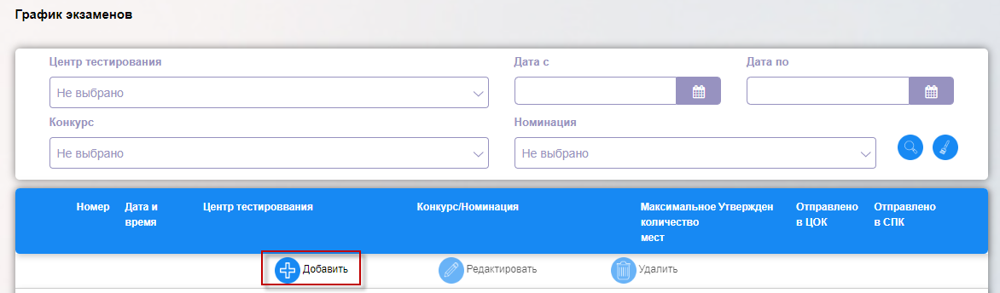 График экзаменов
Центр тестирования Дата с Дата по
Не выбрано
Конкурс Номинация
Не выбрано Не выбрано
Номер Дата и время Центр тестироввания Конкурс/Номинация Максимальное количество мест Утвержден Отправлено в ЦОК Отправлено в СПК
Добавить Редактировать Удалить